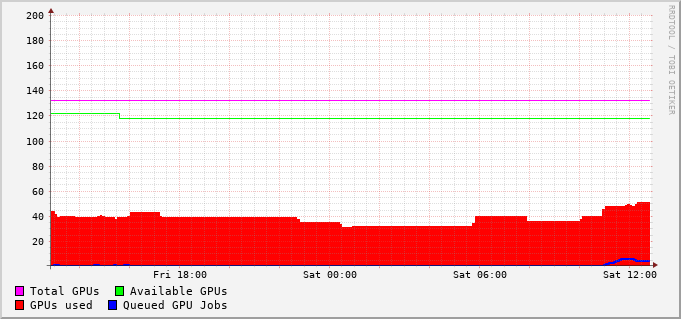 200
180
160
140
120
100
80
60
40
20
Fri 18:00 Sat 00:00 Sat 06:00 Sat 12:00
Total GPUs Available GPUs
GPUs used Queued GPU Jobs
RRDTOOL / TOBI OETIKER